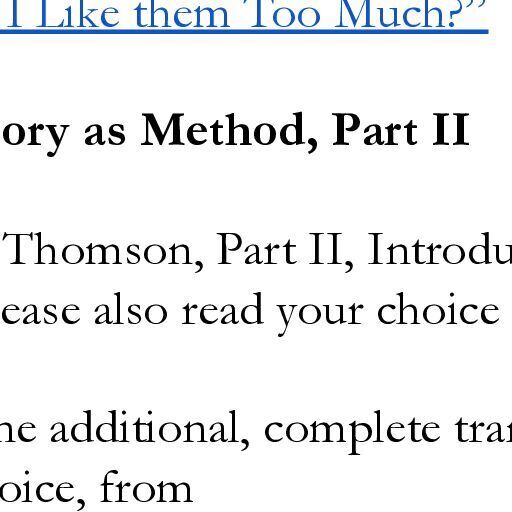 I Like them Too Much?”
ory as Method, Part II
Thomson, Part II, Introdu
ease also read your choice
ne additional, complete tran
oice, from